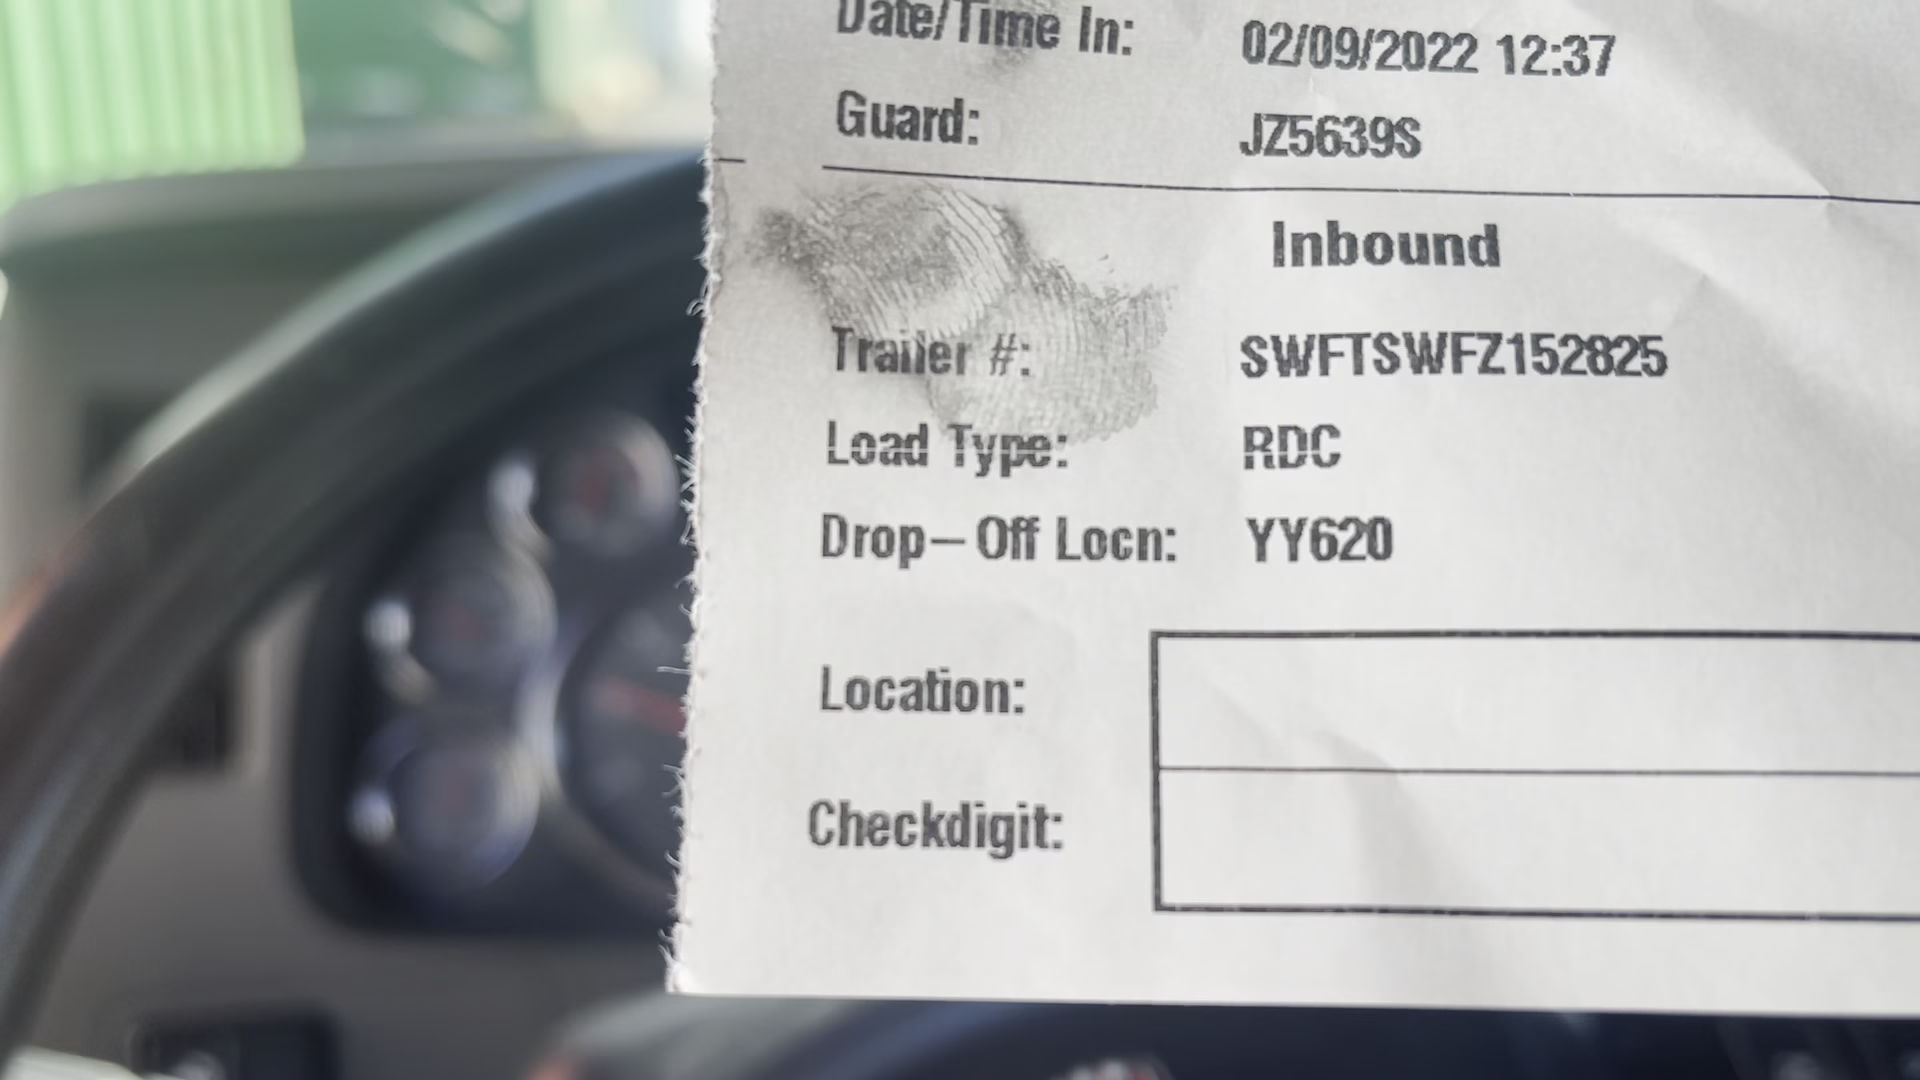 Date/Time In: 02/09/2022 12:37
Guard: JZ5639S
Inbound
Trailer #: SWFTSWFZ152825
Load Type: RDC
Drop-Off Locn: YY620
Location:
Checkdigit: